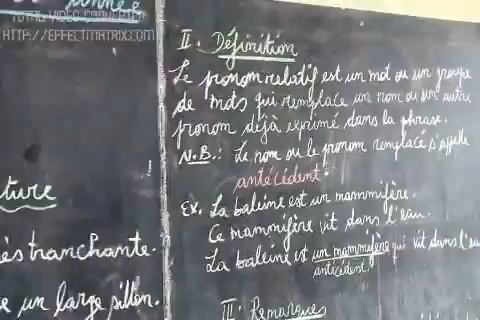 TOTAL VIDEO CONVERTER
HTTP://EFFECTMATRIX.COM
année
II. Définition
Le pronom relatif est un mot ou un groupe
de mots qui remplace un nom ou un autre
pronom déjà exprimé dans la phrase.
N.B.: Le nom ou le pronom remplacé s'appelle
antécédent.
Ex. La baleine est un mammifère.
Ce mammifère vit dans l'eau.
La baleine est un mammifère qui vit dans l'eau
antécédent
III. Remarques
ture
ès tranchante.
e un large sillon.